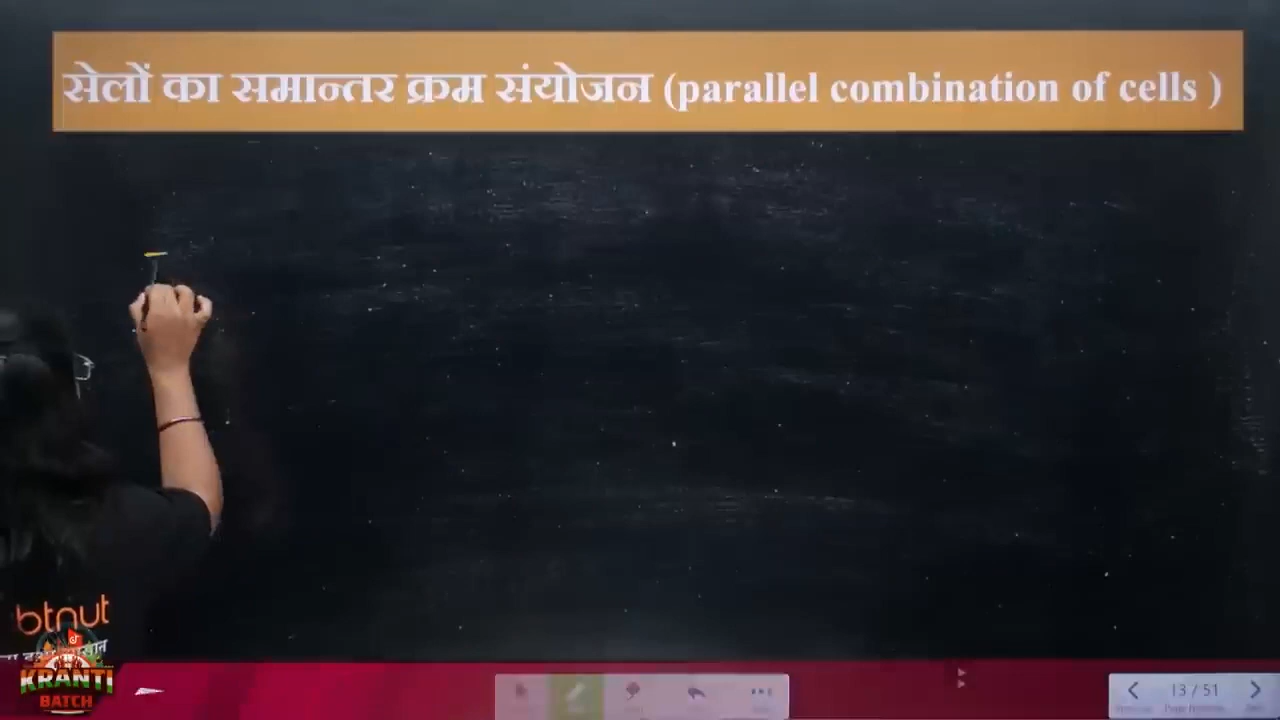 सेलों का समान्तर क्रम संयोजन (parallel combination of cells )
btnut
KRANTI
BATCH
13 / 51